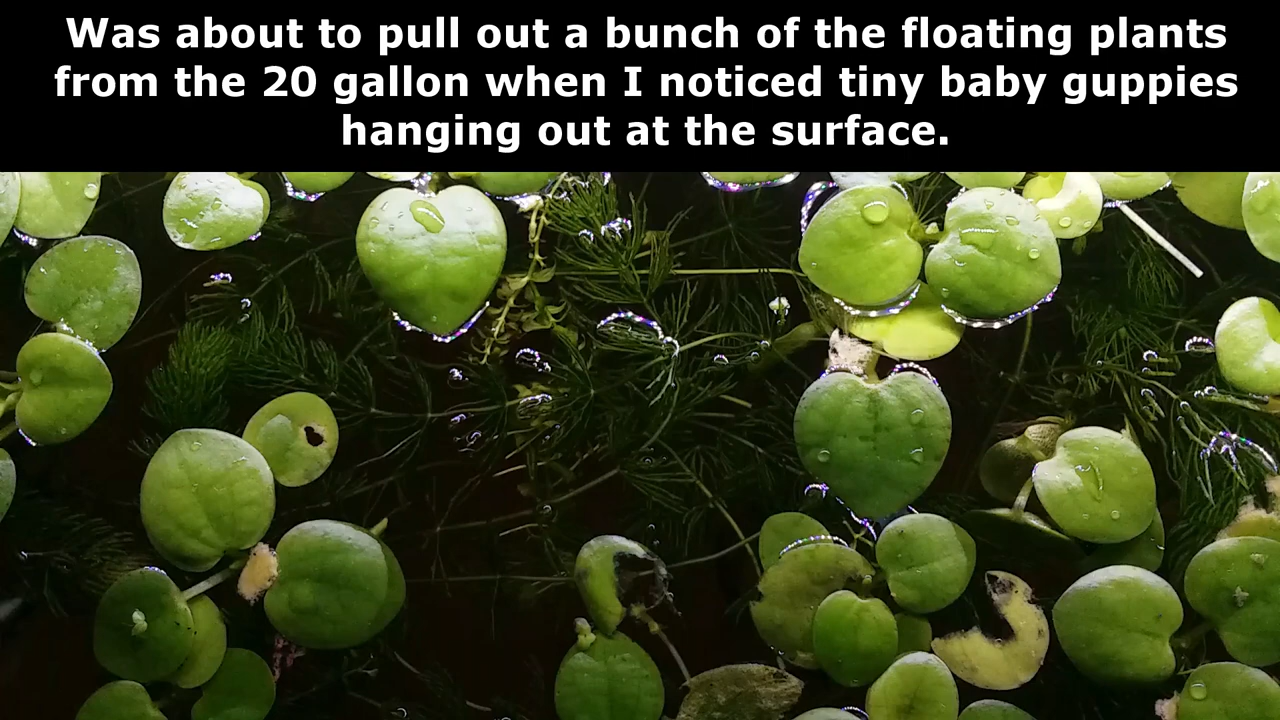 Was about to pull out a bunch of the floating plants
from the 20 gallon when I noticed tiny baby guppies
hanging out at the surface.